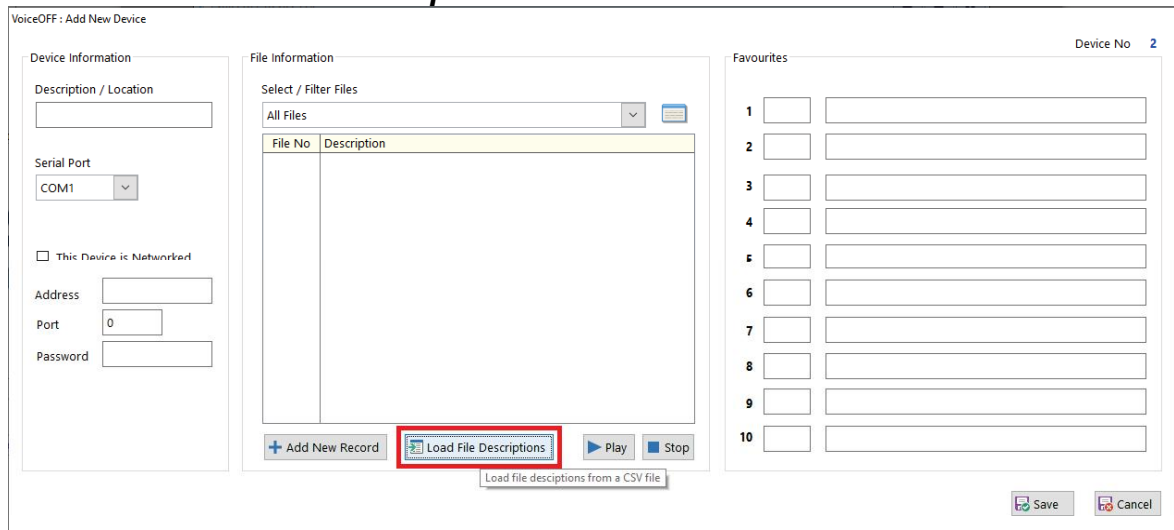 VoiceOFF : Add New Device
Device No 2
Device Information
Description / Location
Serial Port
COM1
This Device is Networked
Address
Port 0
Password
File Information
Select / Filter Files
All Files
File No Description
Add New Record Load File Descriptions Play Stop
Load file desciptions from a CSV file
Favourites
1
2
3
4
5
6
7
8
9
10
Save Cancel